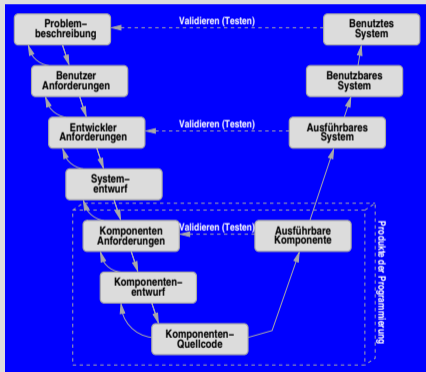 Problem–
beschreibung
Validieren (Testen)
Benutztes
System
Benutzer
Anforderungen
Benutzbares
System
Entwickler
Anforderungen
Validieren (Testen)
Ausführbares
System
System–
entwurf
Komponenten
Anforderungen
Validieren (Testen)
Ausführbare
Komponente
Produkte der Programmierung
Komponenten–
entwurf
Komponenten–
Quellcode